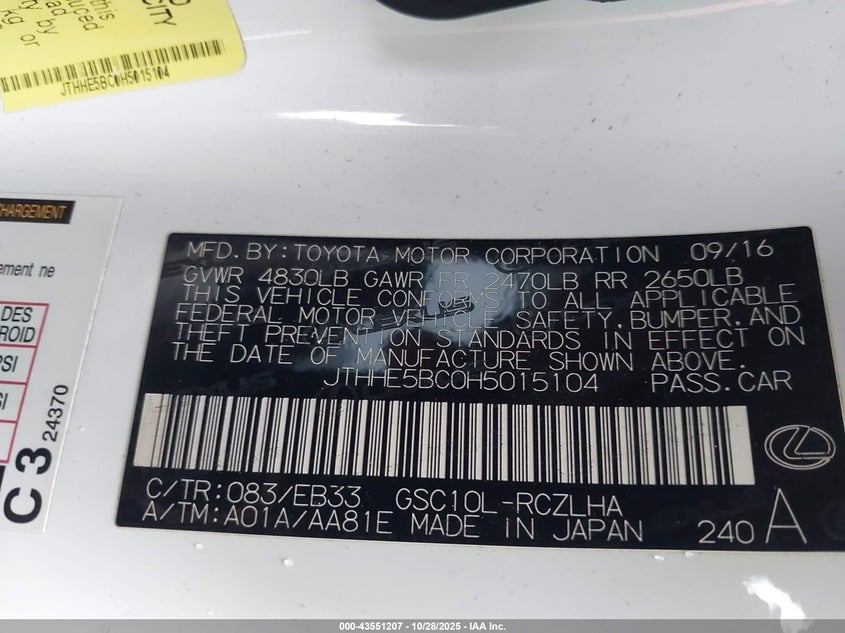 this
kg or
JTHHE5BC0H5015104
CHARGEMENT
ement ne
DES
ROID
PSI
SI
C3
24370
MFD.BY:TOYOTA MOTOR CORPORATION 09/16
GVWR 4830LB GAWR FR 2470LB RR 2650LB
THIS VEHICLE CONFORMS TO ALL APPLICABLE
FEDERAL MOTOR VEHICLE SAFETY,BUMPER,AND
THEFT PREVENTION STANDARDS IN EFFECT ON
THE DATE OF MANUFACTURE SHOWN ABOVE.
JTHHE5BC0H5015104 PASS.CAR
C/TR:083/EB33 GSC10L-RCZLHA
A/TM:A01A/AA81E MADE IN JAPAN 240 A
000-43551207 - 10/28/2025 - IAA Inc.